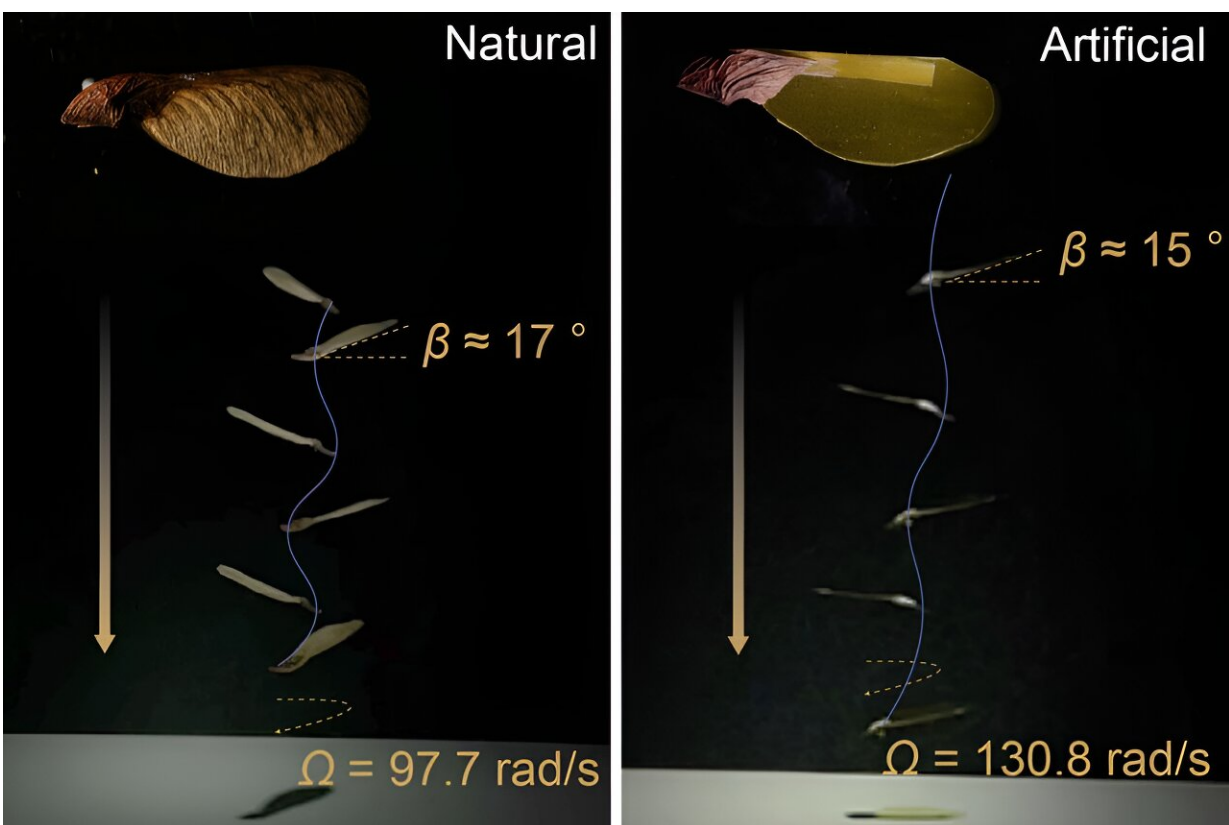 Natural
β ≈ 17 °
Ω = 97.7 rad/s
Artificial
β ≈ 15 °
Ω = 130.8 rad/s